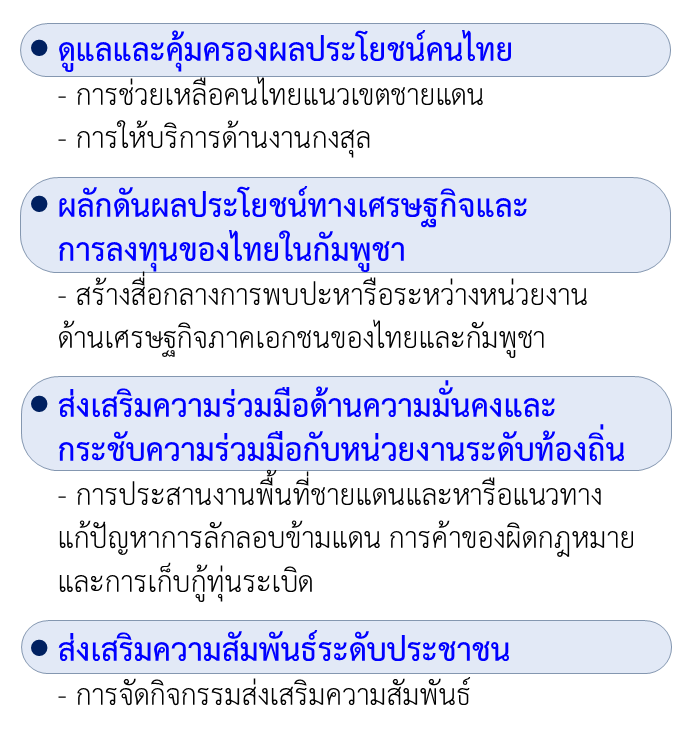 • ดูแลและคุ้มครองผลประโยชน์คนไทย
- การช่วยเหลือคนไทยแนวเขตชายแดน
- การให้บริการด้านงานกงสุล
• ผลักดันผลประโยชน์ทางเศรษฐกิจและ
การลงทุนของไทยในกัมพูชา
- สร้างสื่อกลางการพบปะหารือระหว่างหน่วยงาน
ด้านเศรษฐกิจภาคเอกชนของไทยและกัมพูชา
• ส่งเสริมความร่วมมือด้านความมั่นคงและ
กระชับความร่วมมือกับหน่วยงานระดับท้องถิ่น
- การประสานงานพื้นที่ชายแดนและหารือแนวทาง
แก้ปัญหาการลักลอบข้ามแดน การค้าของผิดกฎหมาย
และการเก็บกู้ทุ่นระเบิด
• ส่งเสริมความสัมพันธ์ระดับประชาชน
- การจัดกิจกรรมส่งเสริมความสัมพันธ์